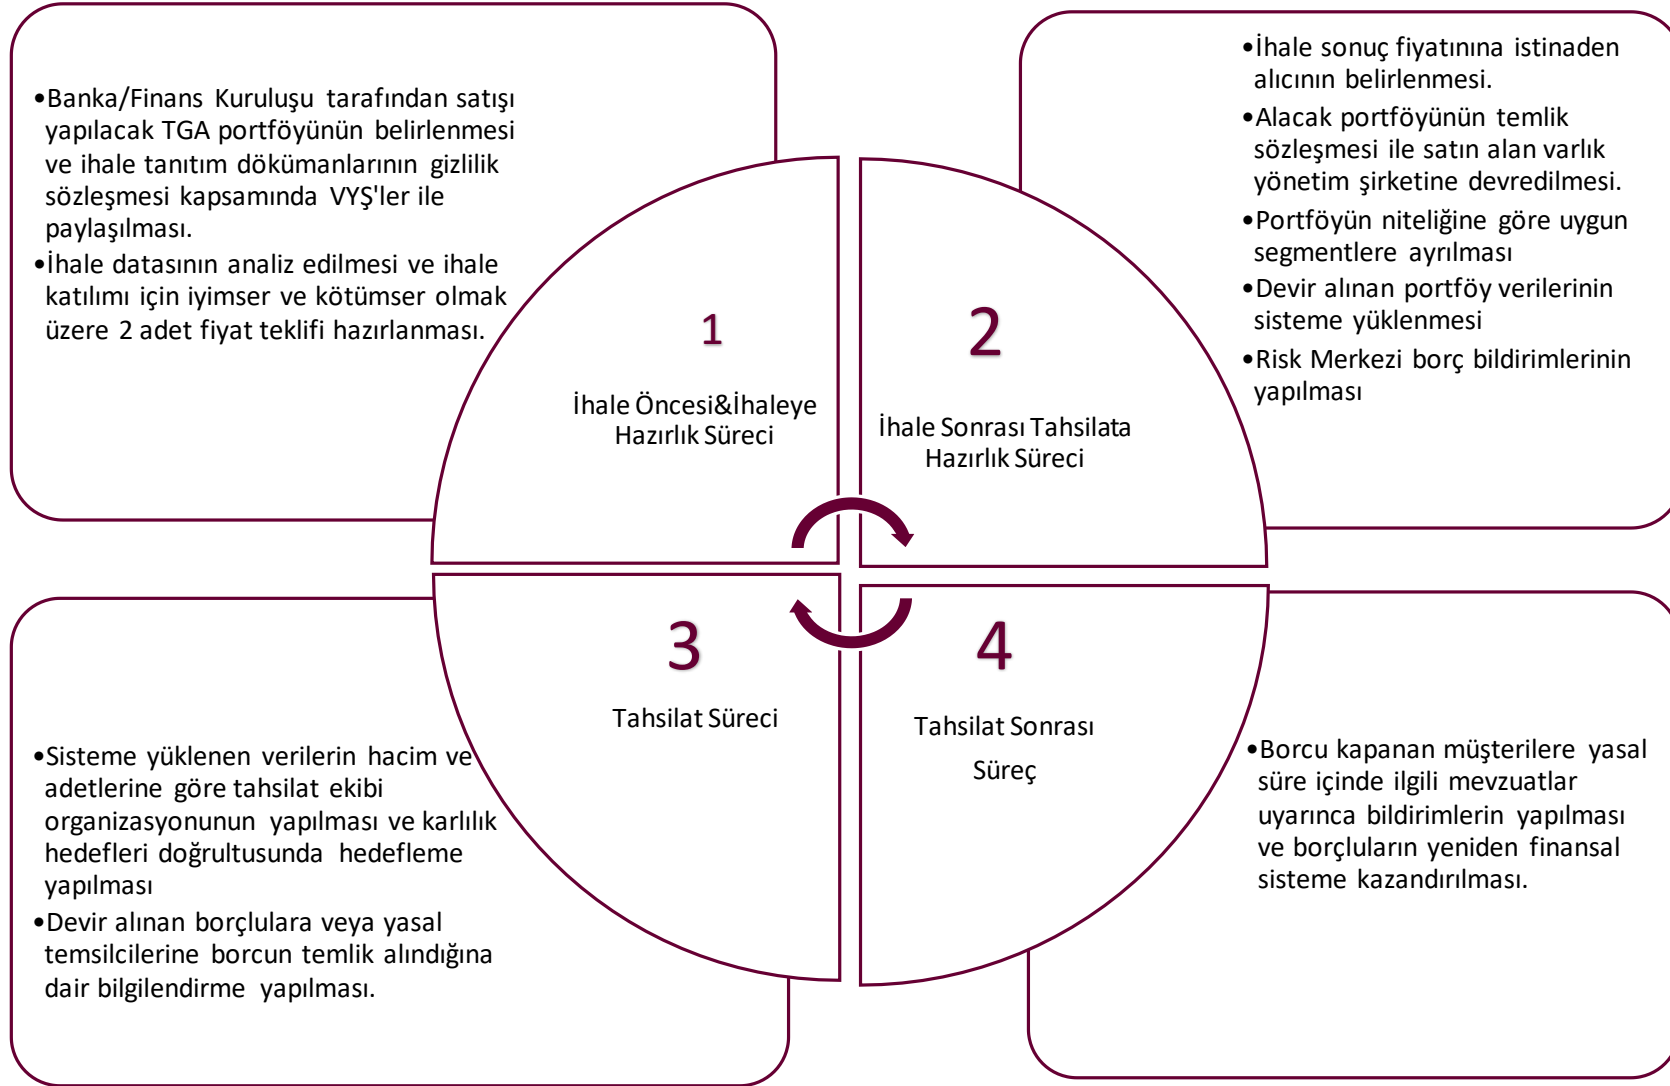 •Banka/Finans Kuruluşu tarafından satışı
yapılacak TGA portföyünün belirlenmesi
ve ihale tanıtım dökümanlarının gizlilik
sözleşmesi kapsamında VYŞ'ler ile
paylaşılması.
•İhale datasının analiz edilmesi ve ihale
katılımı için iyimser ve kötümser olmak
üzere 2 adet fiyat teklifi hazırlanması.
1
İhale Öncesi&İhaleye
Hazırlık Süreci
•İhale sonuç fiyatınına istinaden
alıcının belirlenmesi.
•Alacak portföyünün temlik
sözleşmesi ile satın alan varlık
yönetim şirketine devredilmesi.
•Portföyün niteliğine göre uygun
segmentlere ayrılması
•Devir alınan portföy verilerinin
sisteme yüklenmesi
•Risk Merkezi borç bildirimlerinin
yapılması
2
İhale Sonrası Tahsilata
Hazırlık Süreci
3
Tahsilat Süreci
•Sisteme yüklenen verilerin hacim ve
adetlerine göre tahsilat ekibi
organizasyonunun yapılması ve karlılık
hedefleri doğrultusunda hedefleme
yapılması
•Devir alınan borçlulara veya yasal
temsilcilerine borcun temlik alındığına
dair bilgilendirme yapılması.
4
Tahsilat Sonrası
Süreç
•Borcu kapanan müşterilere yasal
süre içinde ilgili mevzuatlar
uyarınca bildirimlerin yapılması
ve borçluların yeniden finansal
sisteme kazandırılması.